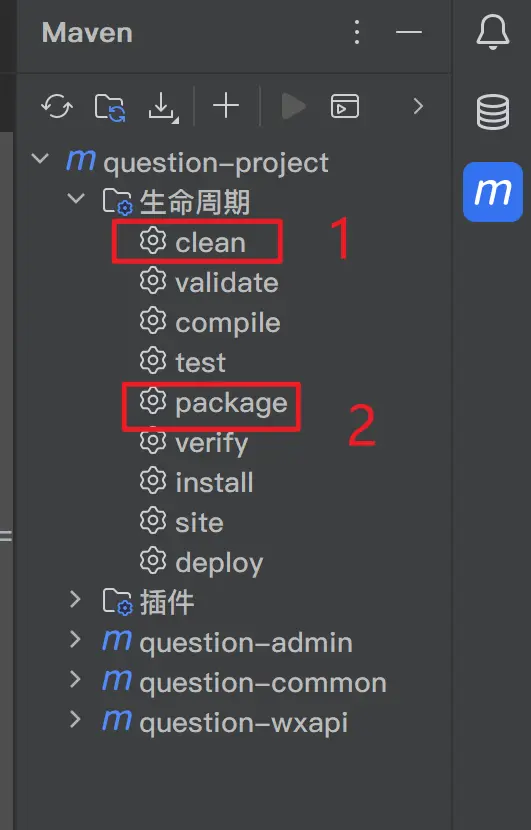 Maven
m question-project
生命周期
clean
1
validate
compile
test
package
2
verify
install
site
deploy
插件
m question-admin
m question-common
m question-wxapi
m